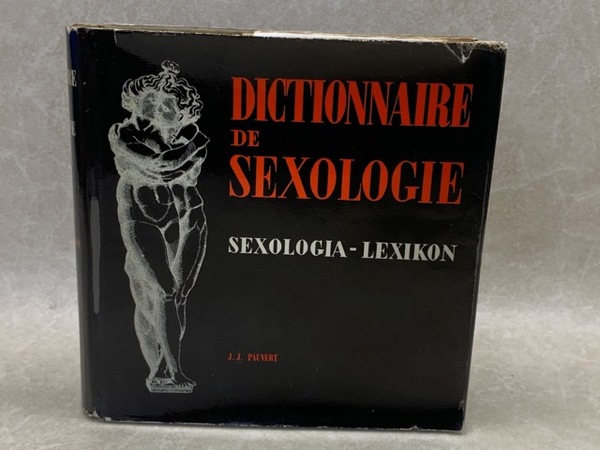 DICTIONNAIRE
DE
SEXOLOGIE
SEXOLOGIA - LEXIKON
J. J. PAUVERT